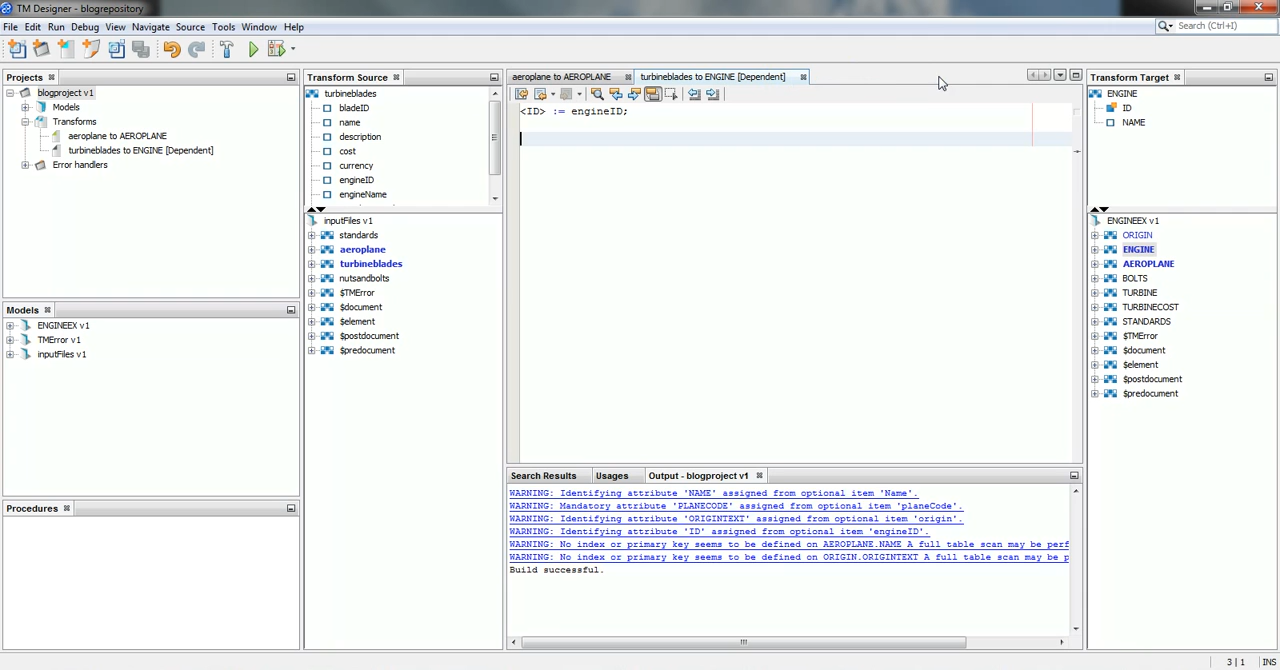 TM Designer - blogrepository
File Edit Run Debug View Navigate Source Tools Window Help
Search (Ctrl+I)
Projects
blogproject v1
Models
Transforms
aeroplane to AEROPLANE
turbineblades to ENGINE [Dependent]
Error handlers
Models
ENGINEEX v1
TMError v1
inputFiles v1
Procedures
Transform Source
turbineblades
bladeID
name
description
cost
currency
engineID
engineName
inputFiles v1
standards
aeroplane
turbineblades
nutsandbolts
$TMError
$document
$element
$postdocument
$predocument
aeroplane to AEROPLANE
turbineblades to ENGINE [Dependent]
<ID> := engineID;
Search Results
Usages
Output - blogproject v1
WARNING: Identifying attribute 'NAME' assigned from optional item 'Name'.
WARNING: Mandatory attribute 'PLANECODE' assigned from optional item 'planeCode'.
WARNING: Identifying attribute 'ORIGINTEXT' assigned from optional item 'origin'.
WARNING: Identifying attribute 'ID' assigned from optional item 'engineID'.
WARNING: No index or primary key seems to be defined on AEROPLANE.NAME A full table scan may be perf
WARNING: No index or primary key seems to be defined on ORIGIN.ORIGINTEXT A full table scan may be p
Build successful.
Transform Target
ENGINE
ID
NAME
ENGINEEX v1
ORIGIN
ENGINE
AEROPLANE
BOLTS
TURBINE
TURBINECOST
STANDARDS
$TMError
$document
$element
$postdocument
$predocument
3 | 1
INS